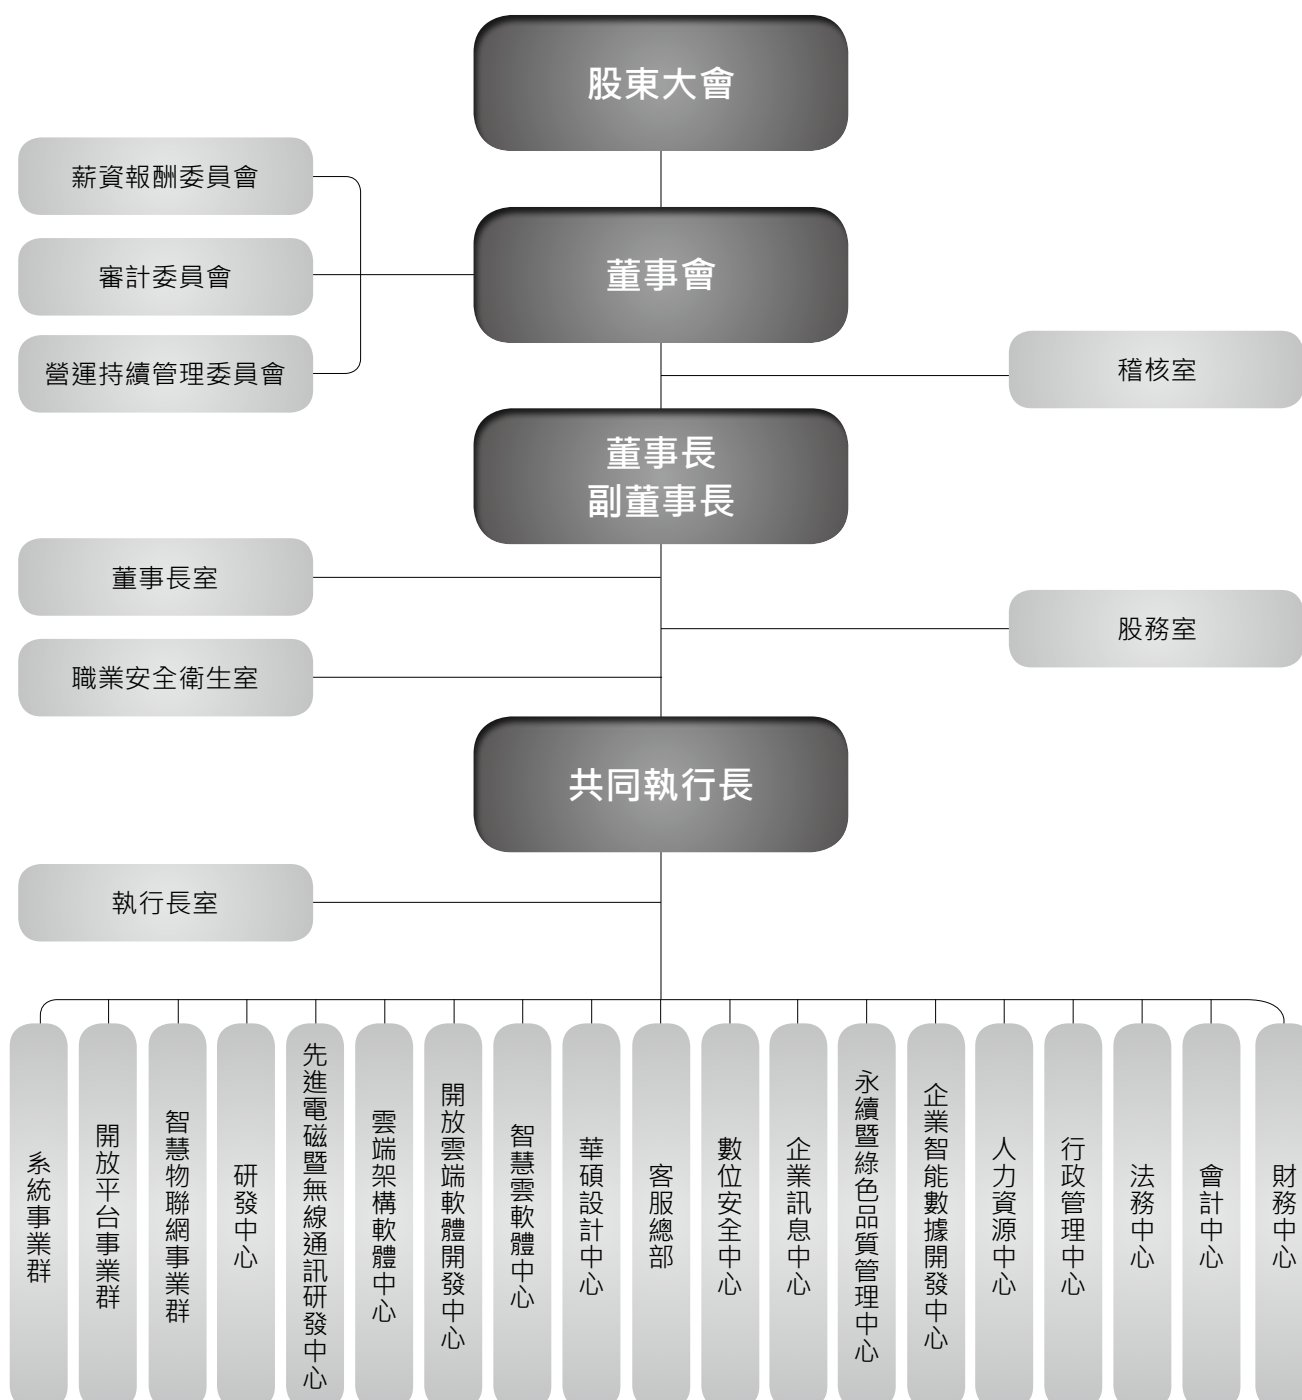 股東大會
薪資報酬委員會
董事會
審計委員會
營運持續管理委員會
稽核室
董事長
副董事長
董事長室
股務室
職業安全衛生室
共同執行長
執行長室
系統事業群
開放平台事業群
智慧物聯網事業群
研發中心
先進電磁暨無線通訊研發中心
雲端架構軟體中心
開放雲端軟體開發中心
智慧雲軟體中心
華碩設計中心
客服總部
數位安全中心
企業訊息中心
永續暨綠色品質管理中心
企業智能數據開發中心
人力資源中心
行政管理中心
法務中心
會計中心
財務中心